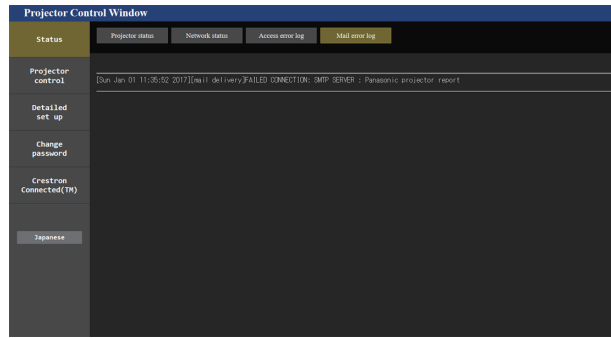 Projector Control Window
Status
Projector status
Network status
Access error log
Mail error log
Projector
control
[Sun Jan 01 11:35:52 2017][mail delivery]FAILED CONNECTION: SMTP SERVER : Panasonic projector report
Detailed
set up
Change
password
Crestron
Connected(TM)
Japanese